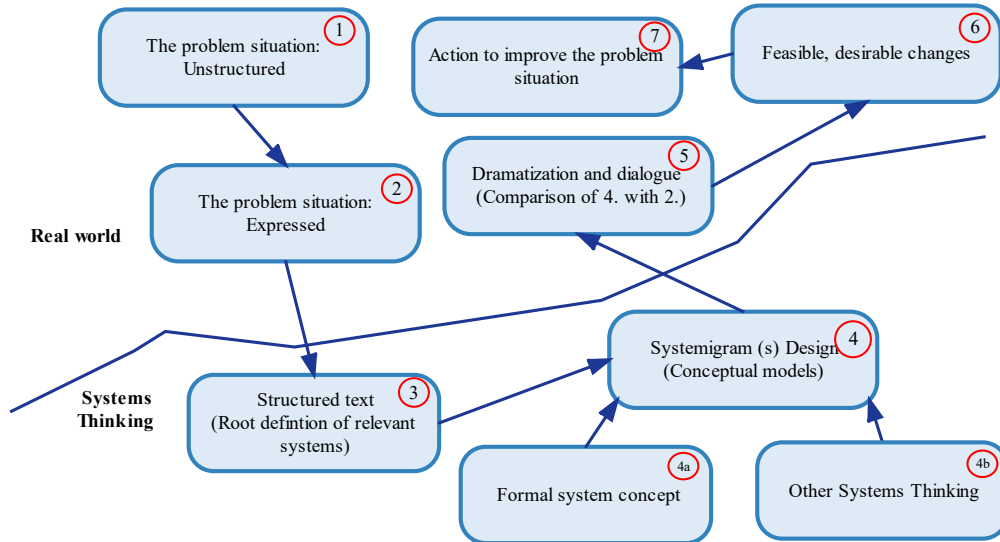 1
The problem situation:
Unstructured
7
Action to improve the problem
situation
6
Feasible, desirable changes
2
The problem situation:
Expressed
5
Dramatization and dialogue
(Comparison of 4. with 2.)
Real world
4
Systemigram (s) Design
(Conceptual models)
Systems
Thinking
3
Structured text
(Root defintion of relevant
systems)
4a
Formal system concept
4b
Other Systems Thinking